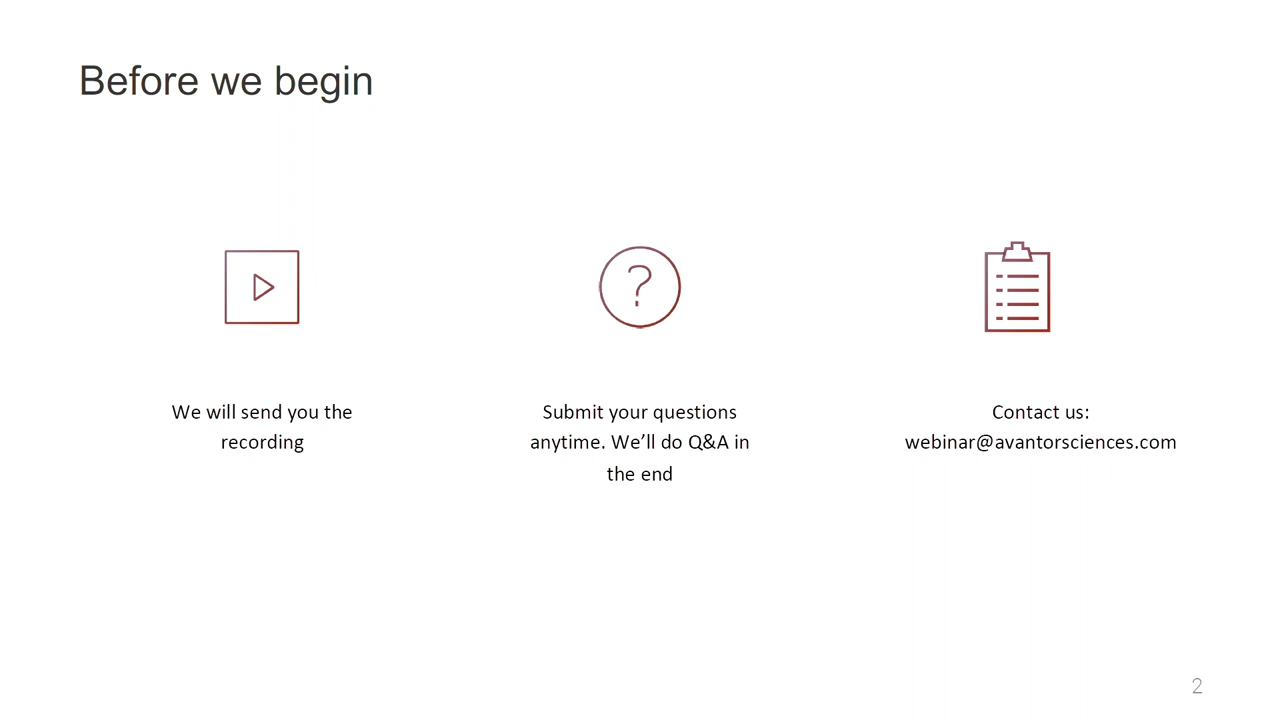 Before we begin
We will send you the
recording
Submit your questions
anytime. We’ll do Q&A in
the end
Contact us:
webinar@avantorsciences.com
2